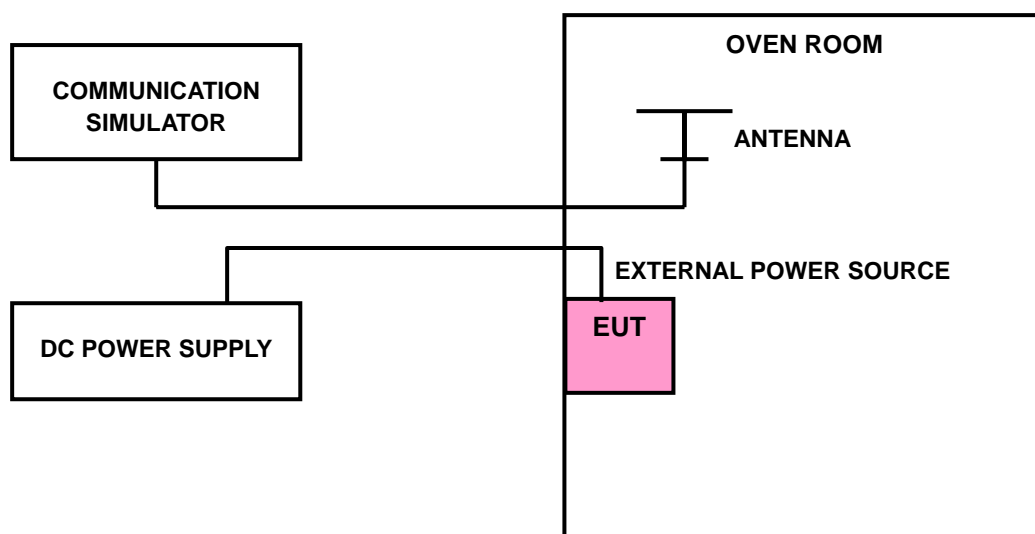 OVEN ROOM
COMMUNICATION
SIMULATOR
ANTENNA
EXTERNAL POWER SOURCE
EUT
DC POWER SUPPLY